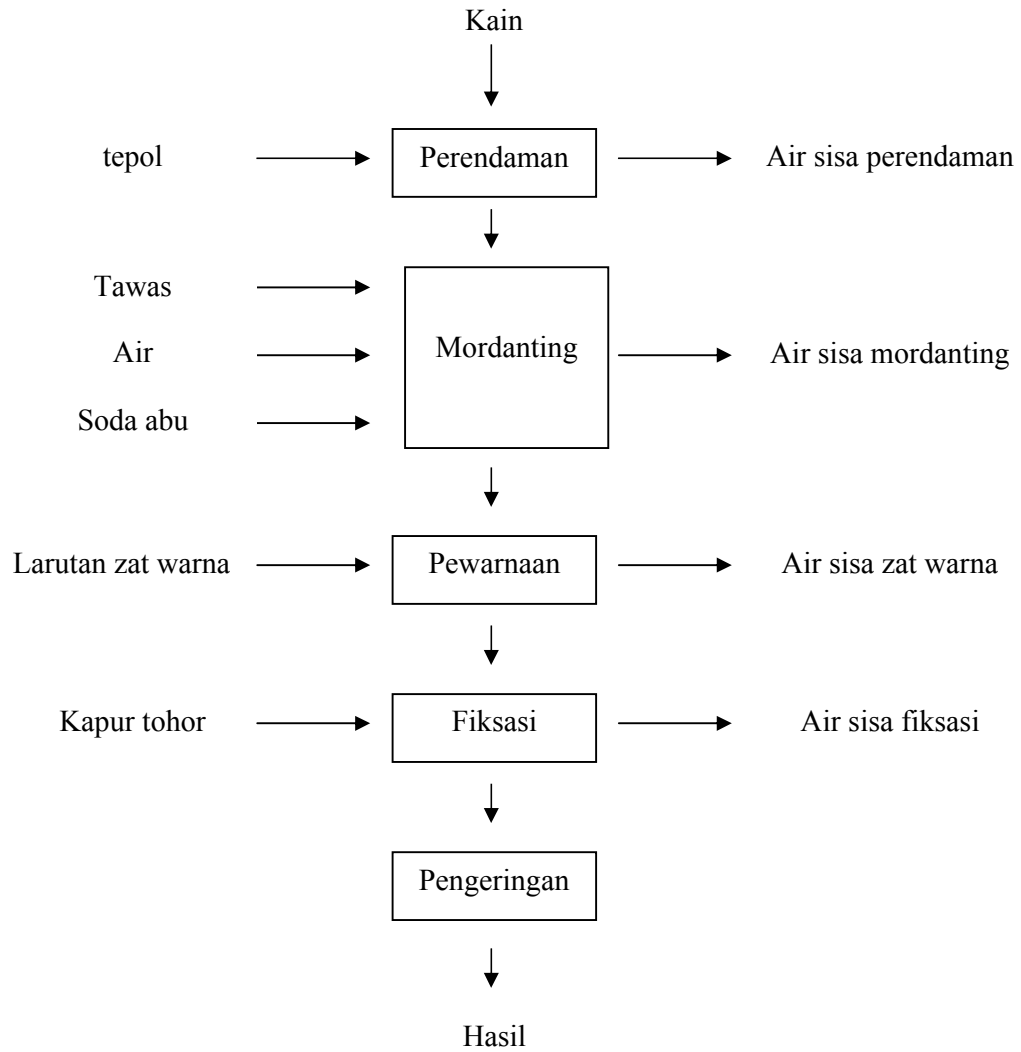 Kain
tepol
Perendaman
Air sisa perendaman
Tawas
Air
Mordanting
Air sisa mordanting
Soda abu
Larutan zat warna
Pewarnaan
Air sisa zat warna
Kapur tohor
Fiksasi
Air sisa fiksasi
Pengeringan
Hasil